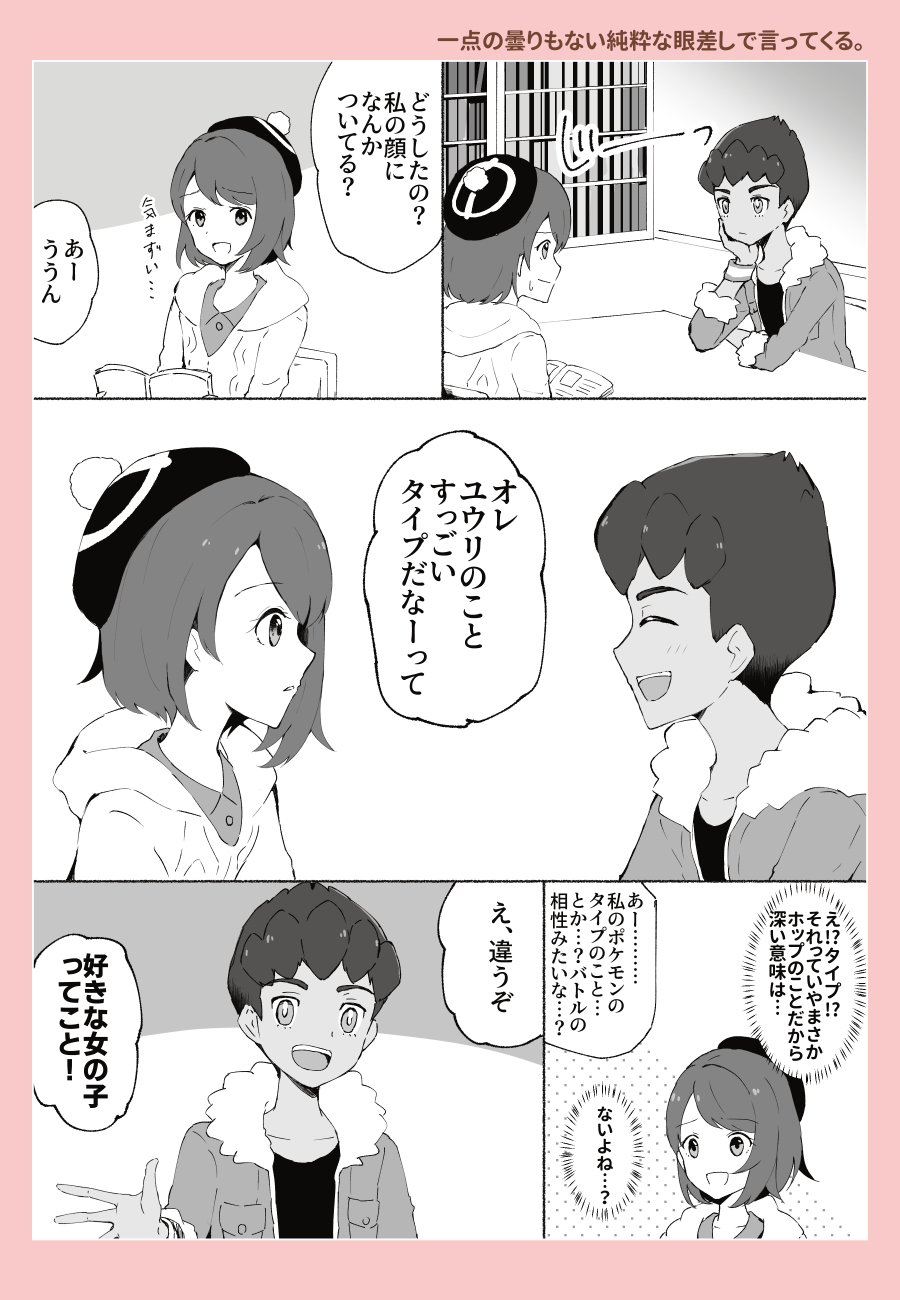 一点の曇りもない純粋な眼差しで言ってくる。
じー
どうしたの？
私の顔に
なんか
ついてる？
気まずい…
あー
ううん
オレ
ユウリのこと
すっごい
タイプだなーって
え!?タイプ!?
それっていやまさか
ホップのことだから
深い意味は…
ないよね…？
あー………
私のポケモンの
タイプのこと…
とか…？バトルの
相性みたいな…？
え、違うぞ
好きな女の子
ってこと！